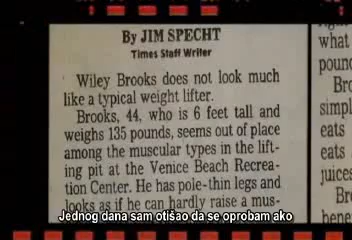 By JIM SPECHT
Times Staff Writer
Wiley Brooks does not look much
like a typical weight lifter.
Brooks, 44, who is 6 feet tall and
weighs 135 pounds, seems out of place
among the muscular types in the lift-
ing pit at the Venice Beach Recrea-
tion Center. He has pole-thin legs and
looks as if he can hardly raise a mus-
Jednog dana sam otišao da se oprobam ako
what
pound
Bro
simpl
eats
eats
juices
Bro
bene